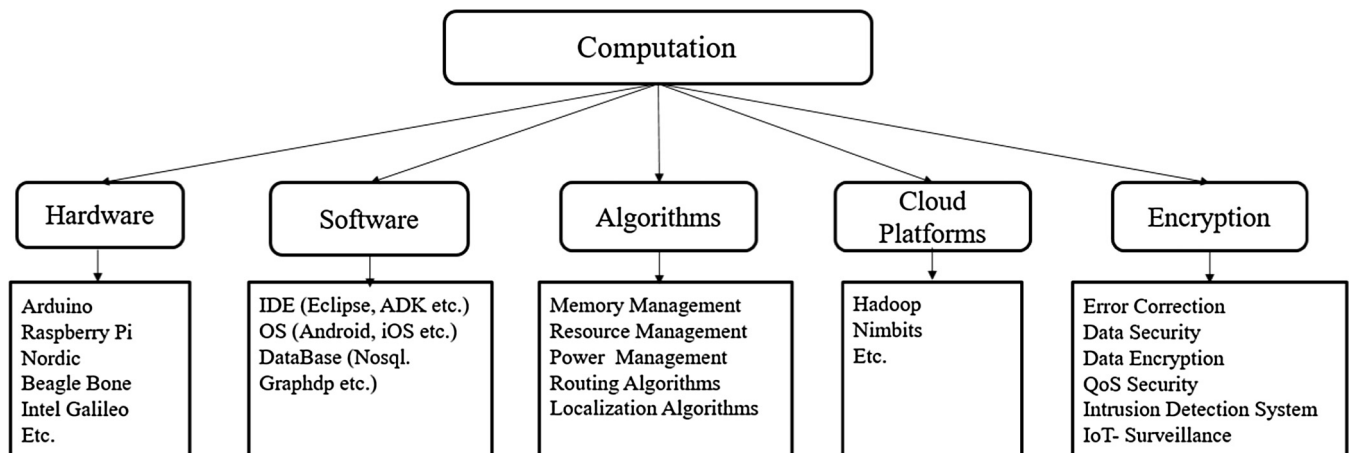 Computation
Hardware
Software
Algorithms
Cloud
Platforms
Encryption
Arduino
Raspberry Pi
Nordic
Beagle Bone
Intel Galileo
Etc.
IDE (Eclipse, ADK etc.)
OS (Android, iOS etc.)
DataBase (Nosql.
Graphdp etc.)
Memory Management
Resource Management
Power Management
Routing Algorithms
Localization Algorithms
Hadoop
Nimbits
Etc.
Error Correction
Data Security
Data Encryption
QoS Security
Intrusion Detection System
IoT- Surveillance